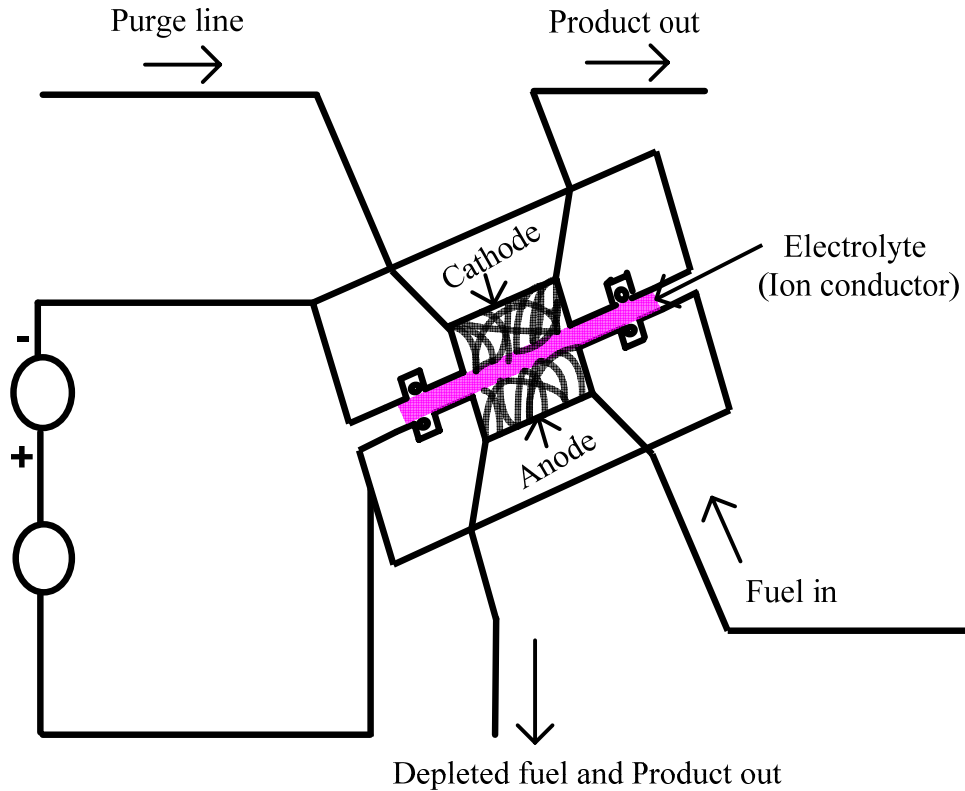 Purge line
Product out
Cathode
Electrolyte
(Ion conductor)
-
+
Anode
Fuel in
Depleted fuel and Product out